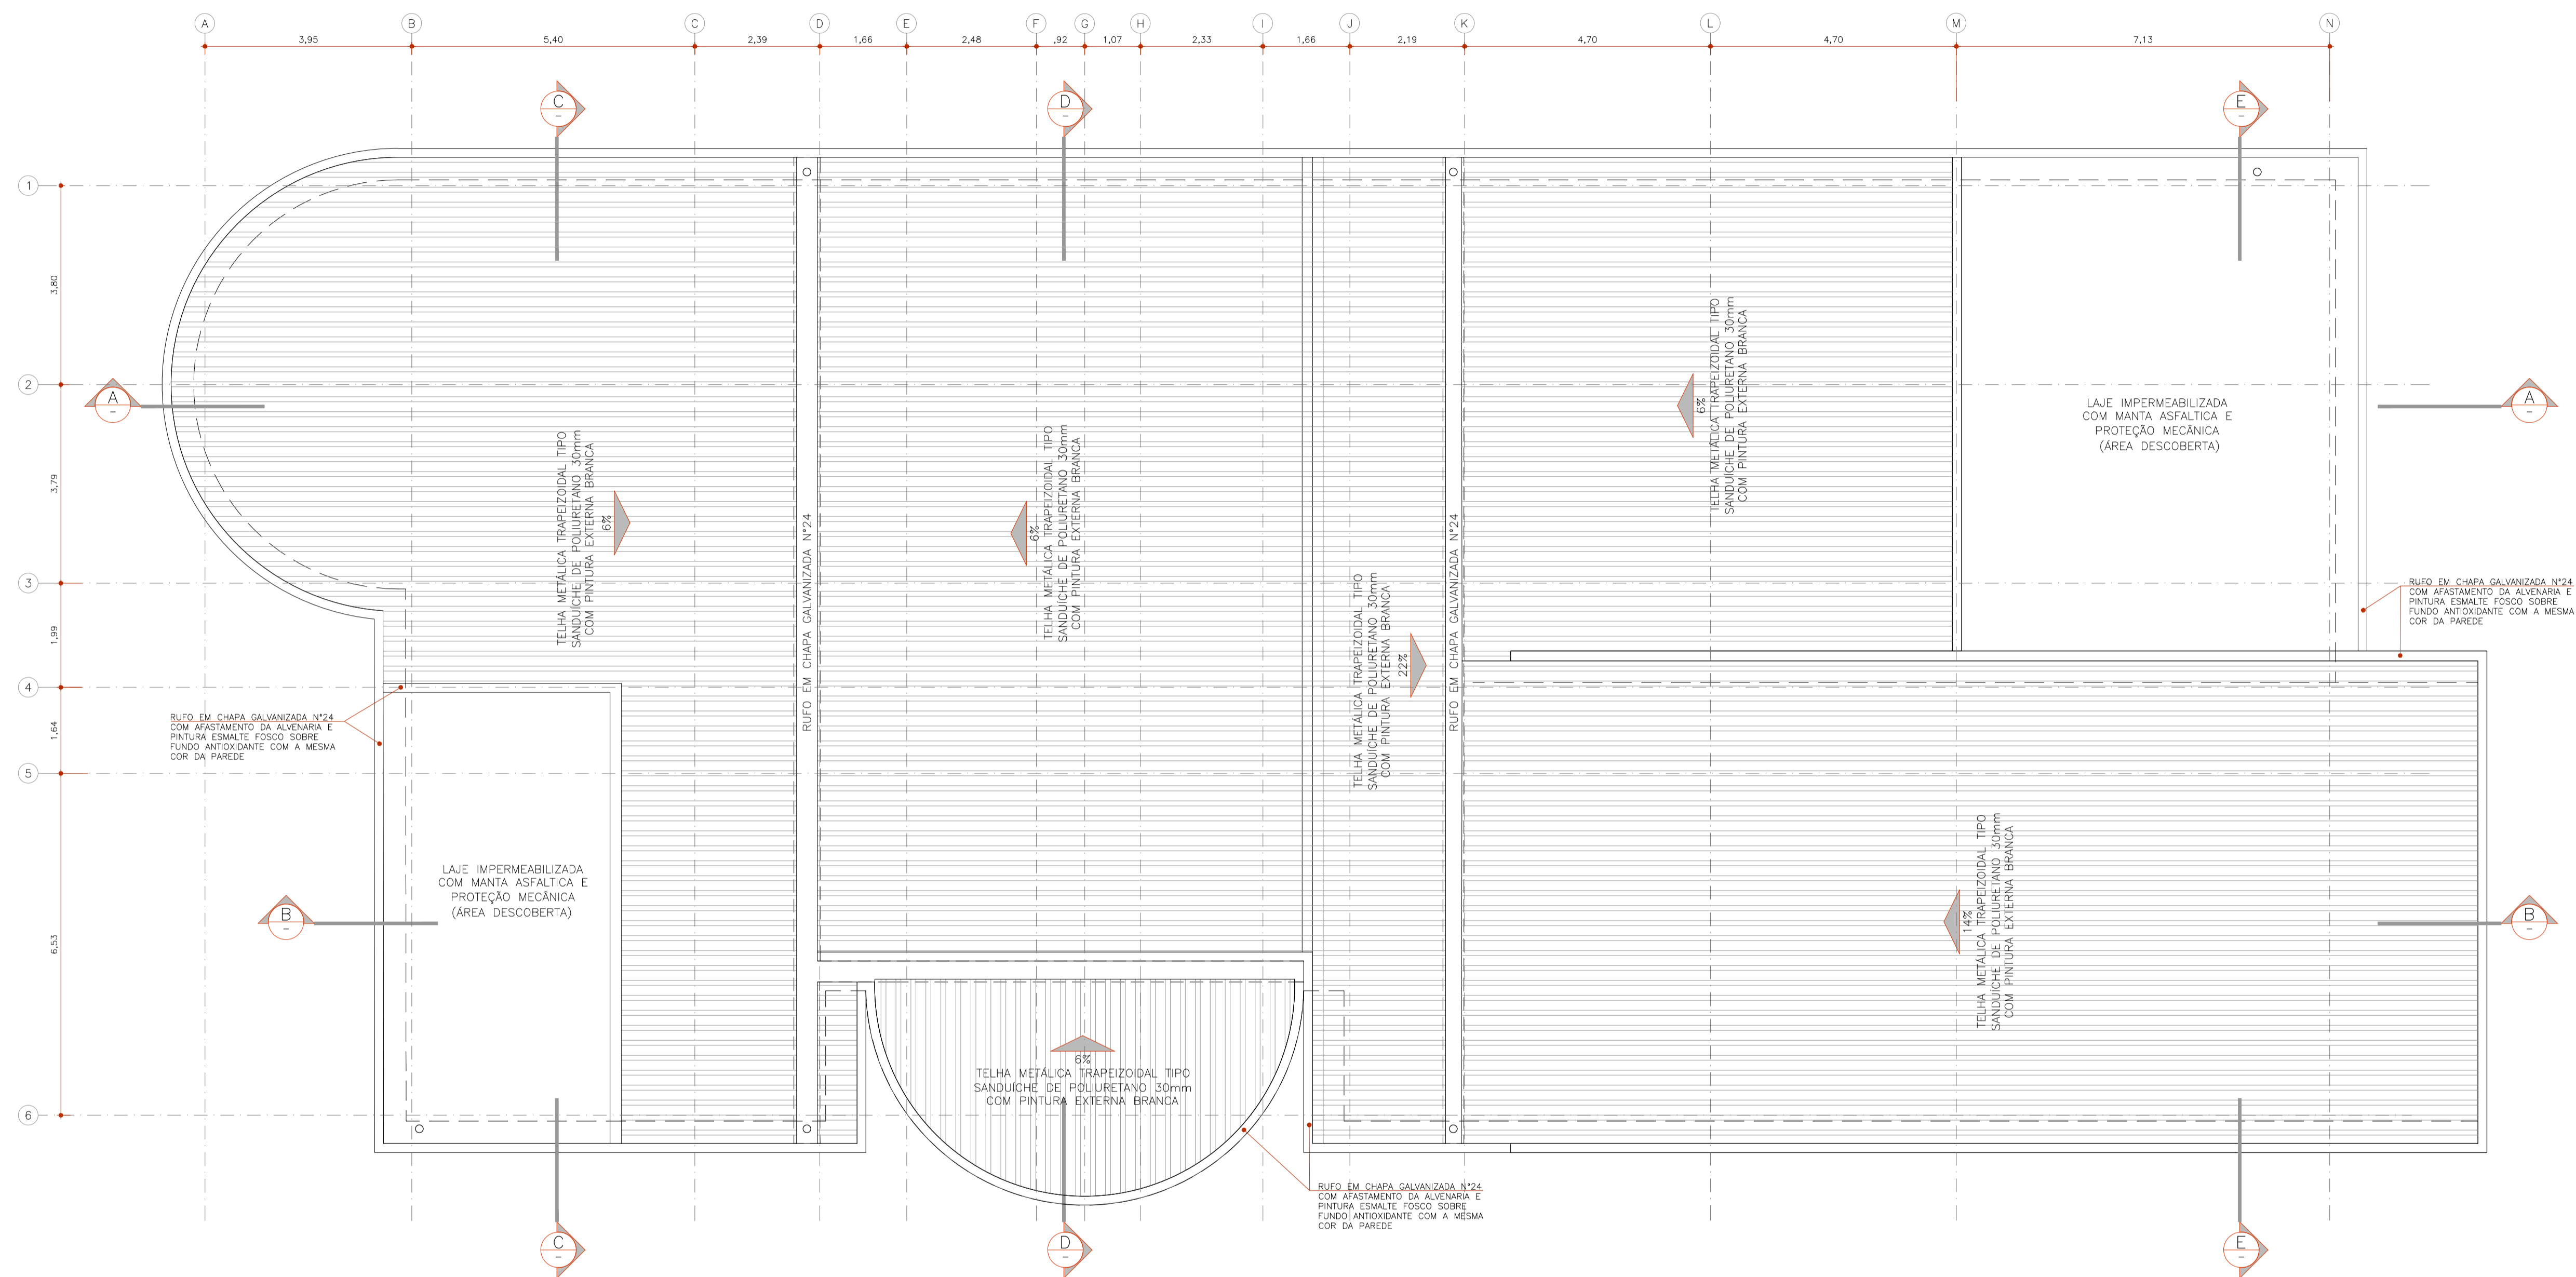 A B C D E F G H I J K L M N
3,95 5,40 2,39 1,66 2,48 ,92 1,07 2,33 1,66 2,19 4,70 4,70 7,13
C D E
1
3,80
2
3,79
3
1,99
4
1,64
5
6,53
6
A
A
B
B
TELHA METÁLICA TRAPEIZOIDAL TIPO
SANDUÍCHE DE POLIURETANO 30mm
COM PINTURA EXTERNA BRANCA
6%
RUFO EM CHAPA GALVANIZADA N°24
6%
TELHA METÁLICA TRAPEIZOIDAL TIPO
SANDUÍCHE DE POLIURETANO 30mm
COM PINTURA EXTERNA BRANCA
TELHA METÁLICA TRAPEIZOIDAL TIPO
SANDUÍCHE DE POLIURETANO 30mm
COM PINTURA EXTERNA BRANCA
22%
RUFO EM CHAPA GALVANIZADA N°24
6%
TELHA METÁLICA TRAPEIZOIDAL TIPO
SANDUÍCHE DE POLIURETANO 30mm
COM PINTURA EXTERNA BRANCA
LAJE IMPERMEABILIZADA
COM MANTA ASFALTICA E
PROTEÇÃO MECÂNICA
(ÁREA DESCOBERTA)
RUFO EM CHAPA GALVANIZADA N°24
COM AFASTAMENTO DA ALVENARIA E
PINTURA ESMALTE FOSCO SOBRE
FUNDO ANTIOXIDANTE COM A MESMA
COR DA PAREDE
RUFO EM CHAPA GALVANIZADA N°24
COM AFASTAMENTO DA ALVENARIA E
PINTURA ESMALTE FOSCO SOBRE
FUNDO ANTIOXIDANTE COM A MESMA
COR DA PAREDE
LAJE IMPERMEABILIZADA
COM MANTA ASFALTICA E
PROTEÇÃO MECÂNICA
(ÁREA DESCOBERTA)
14%
TELHA METÁLICA TRAPEIZOIDAL TIPO
SANDUÍCHE DE POLIURETANO 30mm
COM PINTURA EXTERNA BRANCA
6%
TELHA METÁLICA TRAPEIZOIDAL TIPO
SANDUÍCHE DE POLIURETANO 30mm
COM PINTURA EXTERNA BRANCA
RUFO EM CHAPA GALVANIZADA N°24
COM AFASTAMENTO DA ALVENARIA E
PINTURA ESMALTE FOSCO SOBRE
FUNDO ANTIOXIDANTE COM A MESMA
COR DA PAREDE
C D E